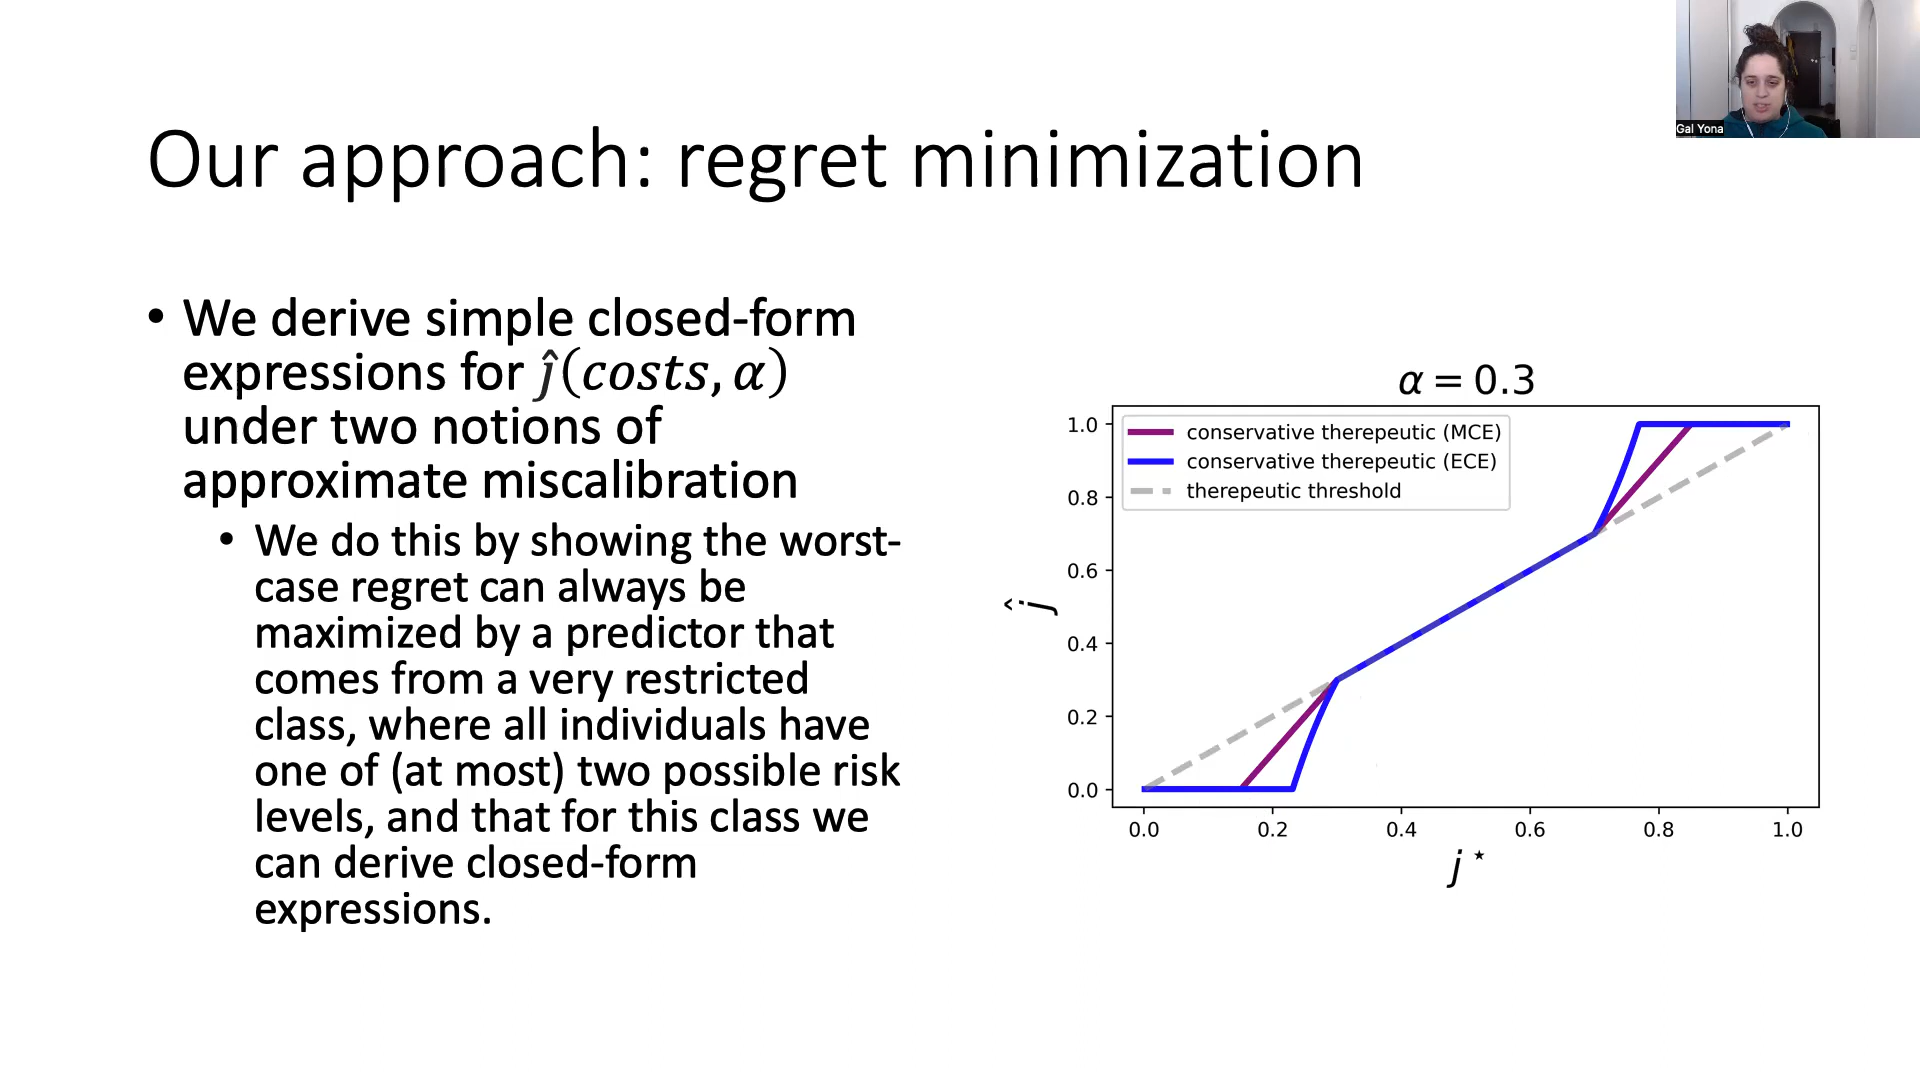 Gal Yona
Our approach: regret minimization
• We derive simple closed-form
expressions for ĵ(costs, α)
under two notions of
approximate miscalibration
• We do this by showing the worst-
case regret can always be
maximized by a predictor that
comes from a very restricted
class, where all individuals have
one of (at most) two possible risk
levels, and that for this class we
can derive closed-form
expressions.
α = 0.3
conservative therepeutic (MCE)
conservative therepeutic (ECE)
therepeutic threshold
1.0
0.8
0.6
0.4
0.2
0.0
ĵ
0.0 0.2 0.4 0.6 0.8 1.0
j⋆